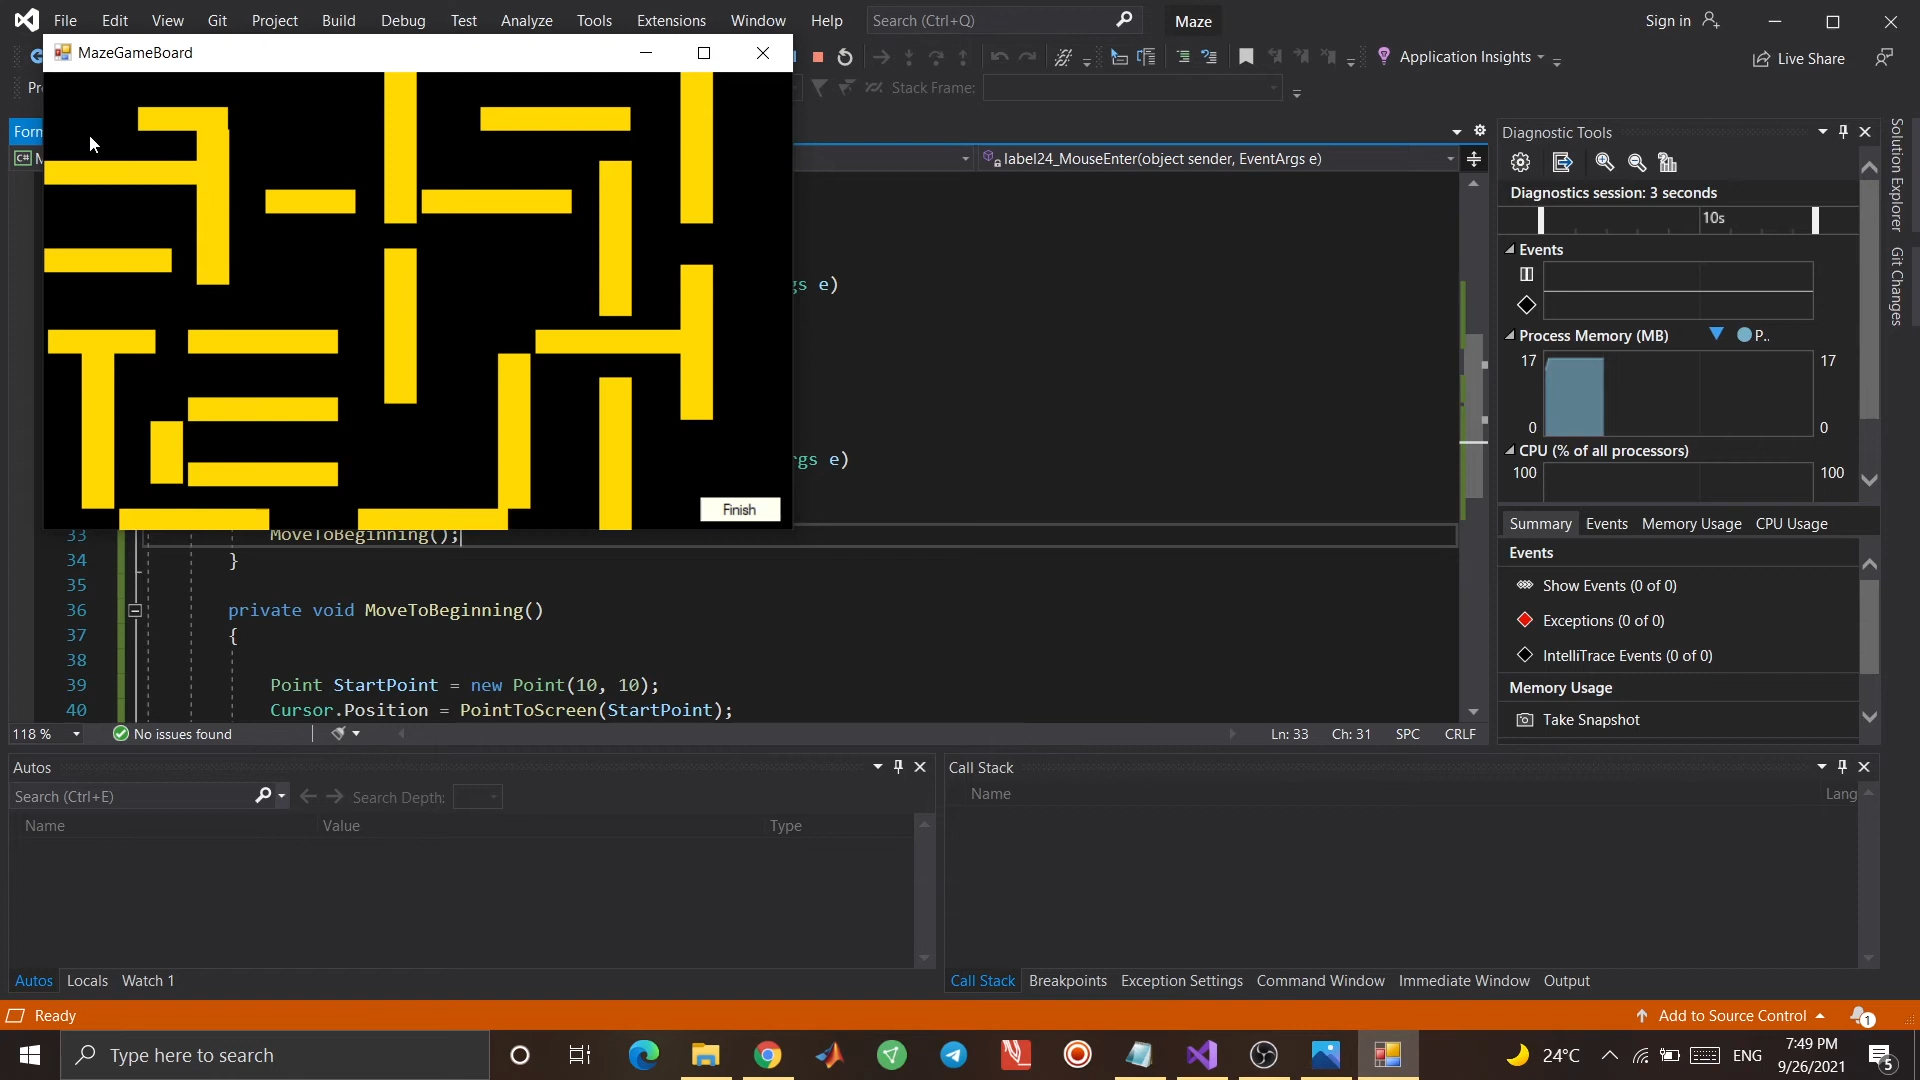 File Edit View Git Project Build Debug Test Analyze Tools Extensions Window Help Search (Ctrl+Q) Maze Sign in
MazeGameBoard
Application Insights Live Share
Stack Frame:
label24_MouseEnter(object sender, EventArgs e)
Finish
gs e)
gs e)
33 MoveToBeginning();
34 }
35
36 private void MoveToBeginning()
37 {
38
39 Point StartPoint = new Point(10, 10);
40 Cursor.Position = PointToScreen(StartPoint);
118 % No issues found Ln: 33 Ch: 31 SPC CRLF
Diagnostic Tools
Diagnostics session: 3 seconds
10s
Events
Process Memory (MB) P..
17 17
0 0
CPU (% of all processors)
100 100
Summary Events Memory Usage CPU Usage
Events
Show Events (0 of 0)
Exceptions (0 of 0)
IntelliTrace Events (0 of 0)
Memory Usage
Take Snapshot
Solution Explorer
Git Changes
Autos
Search (Ctrl+E) Search Depth:
Name Value Type
Autos Locals Watch 1
Call Stack
Name Lang
Call Stack Breakpoints Exception Settings Command Window Immediate Window Output
Ready Add to Source Control 1
Type here to search 24°C ENG 7:49 PM
9/26/2021 5